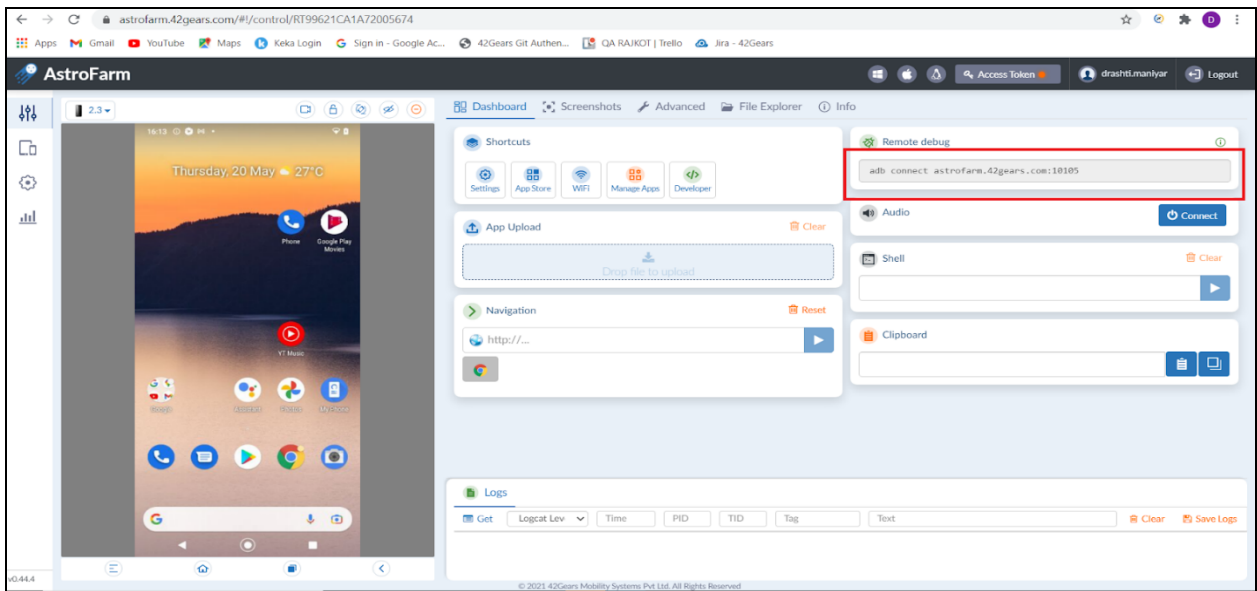 astrofarm.42gears.com/#!/control/RT99621CA1A72005674
D
Apps Gmail YouTube Maps Keka Login Sign in - Google Ac... 42Gears Git Authen... QA RAJKOT | Trello Jira - 42Gears
AstroFarm
Access Token
drashti.maniyar
Logout
2.3
Dashboard Screenshots Advanced File Explorer Info
16:13
Thursday, 20 May 27°C
Phone
Google Play
Movies
YT Music
Google
Assistant
Photos
My Home
Shortcuts
Settings App Store WIFI Manage Apps Developer
App Upload Clear
Drop file to upload
Navigation Reset
http://...
Remote debug
adb connect astrofarm.42gears.com:10105
Audio Connect
Shell Clear
Clipboard
Logs
Get Logcat Lev Time PID TID Tag Text Clear Save Logs
v0.44.4
© 2021 42Gears Mobility Systems Pvt Ltd. All Rights Reserved